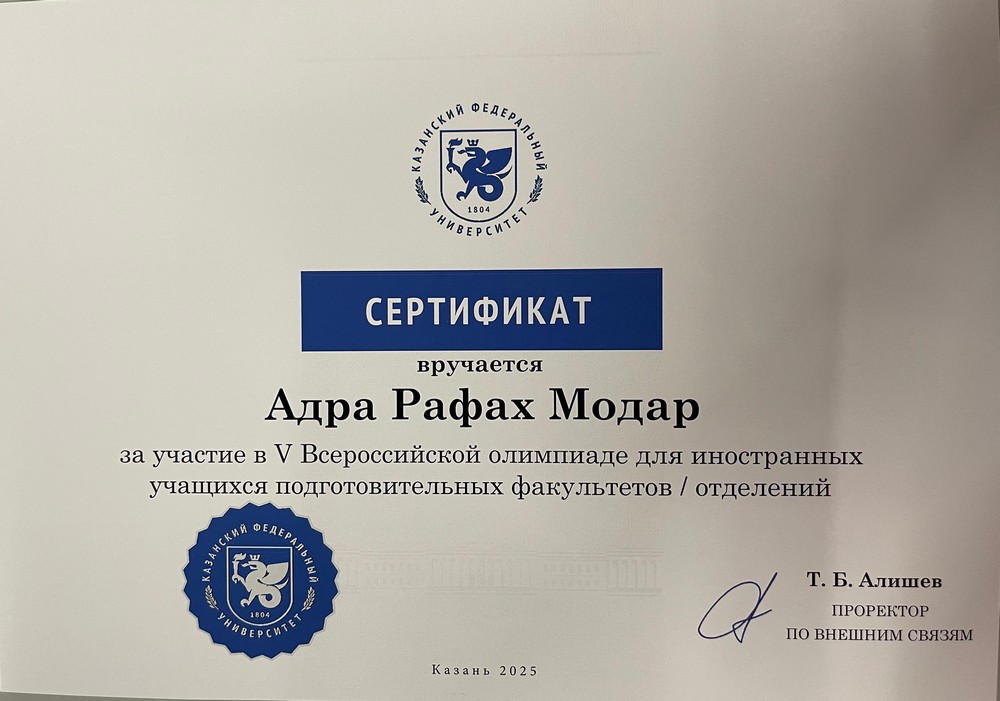 КАЗАНСКИЙ ФЕДЕРАЛЬНЫЙ
1804
УНИВЕРСИТЕТ
СЕРТИФИКАТ
вручается
Адра Рафах Модар
за участие в V Всероссийской олимпиаде для иностранных
учащихся подготовительных факультетов / отделений
КАЗАНСКИЙ ФЕДЕРАЛЬНЫЙ
1804
УНИВЕРСИТЕТ
Т. Б. Алишев
ПРОРЕКТОР
ПО ВНЕШНИМ СВЯЗЯМ
Казань 2025